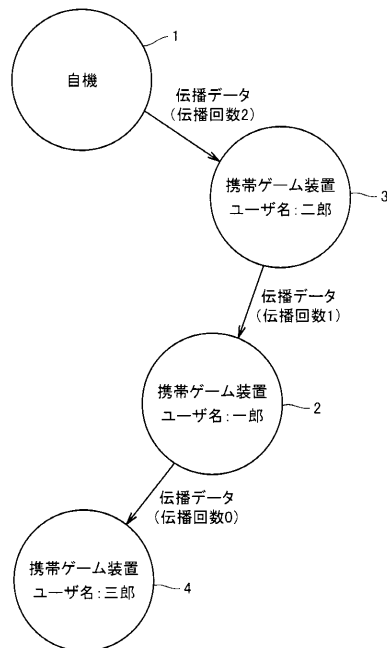 1
自機
伝播データ
(伝播回数2)
携帯ゲーム装置
ユーザ名:二郎
3
伝播データ
(伝播回数1)
携帯ゲーム装置
ユーザ名:一郎
2
伝播データ
(伝播回数0)
携帯ゲーム装置
ユーザ名:三郎
4